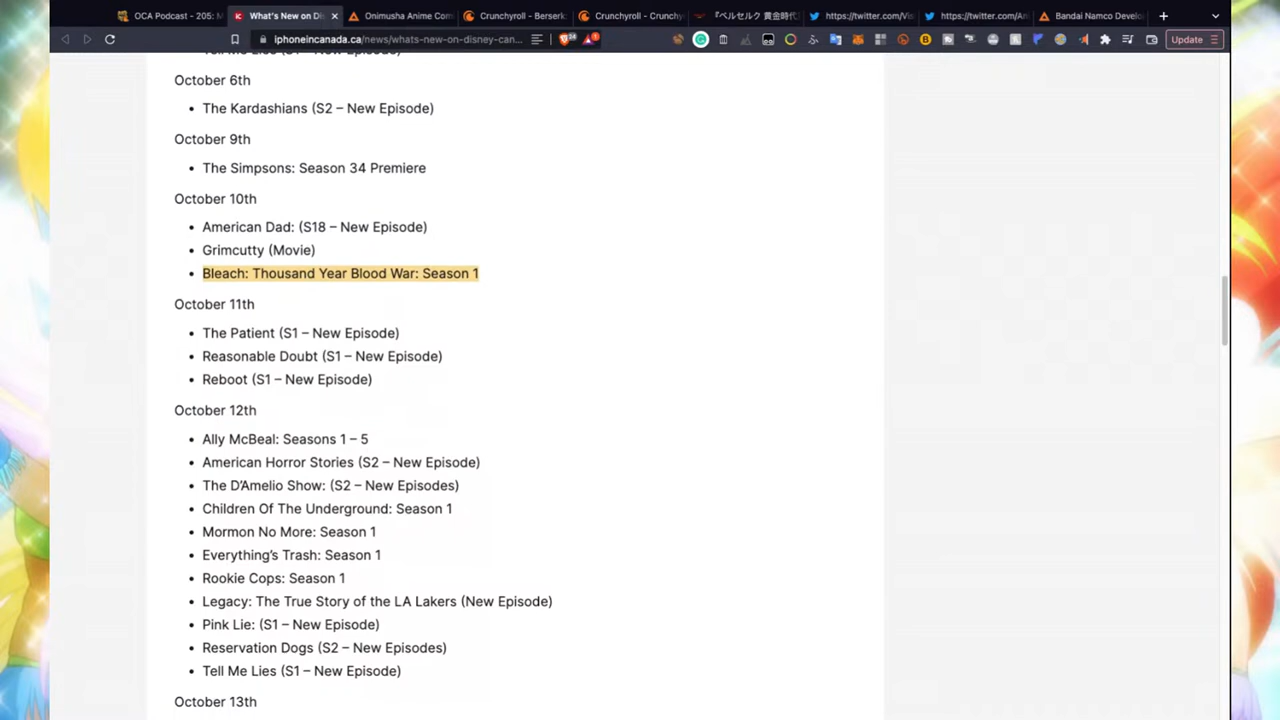 OCA Podcast - 205: M
What's New on Di
Onimusha Anime Com
Crunchyroll - Berserk:
Crunchyroll - Crunchy
『ベルセルク 黄金時代
https://twitter.com/Vis
https://twitter.com/An
Bandai Namco Develo
iphoneincanada.ca/news/whats-new-on-disney-can...
Update
Tell Me Lies (S1 – New Episode)
October 6th
• The Kardashians (S2 – New Episode)
October 9th
• The Simpsons: Season 34 Premiere
October 10th
• American Dad: (S18 – New Episode)
• Grimcutty (Movie)
• Bleach: Thousand Year Blood War: Season 1
October 11th
• The Patient (S1 – New Episode)
• Reasonable Doubt (S1 – New Episode)
• Reboot (S1 – New Episode)
October 12th
• Ally McBeal: Seasons 1 – 5
• American Horror Stories (S2 – New Episode)
• The D'Amelio Show: (S2 – New Episodes)
• Children Of The Underground: Season 1
• Mormon No More: Season 1
• Everything's Trash: Season 1
• Rookie Cops: Season 1
• Legacy: The True Story of the LA Lakers (New Episode)
• Pink Lie: (S1 – New Episode)
• Reservation Dogs (S2 – New Episodes)
• Tell Me Lies (S1 – New Episode)
October 13th